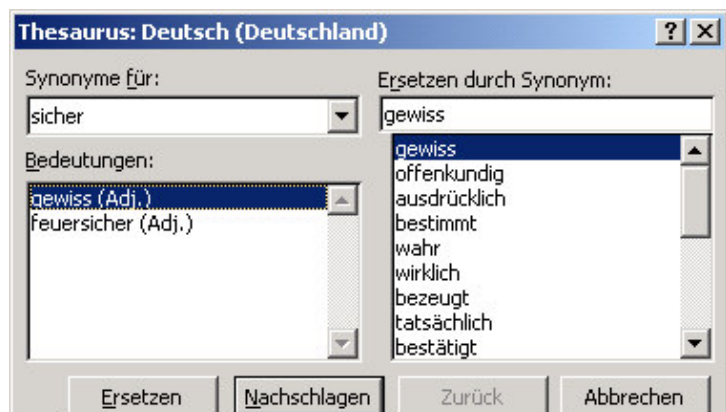 Thesaurus: Deutsch (Deutschland)
Synonyme für:
sicher
Bedeutungen:
gewiss (Adj.)
feuersicher (Adj.)
Ersetzen durch Synonym:
gewiss
gewiss
offenkundig
ausdrücklich
bestimmt
wahr
wirklich
bezeugt
tatsächlich
bestätigt
Ersetzen
Nachschlagen
Zurück
Abbrechen